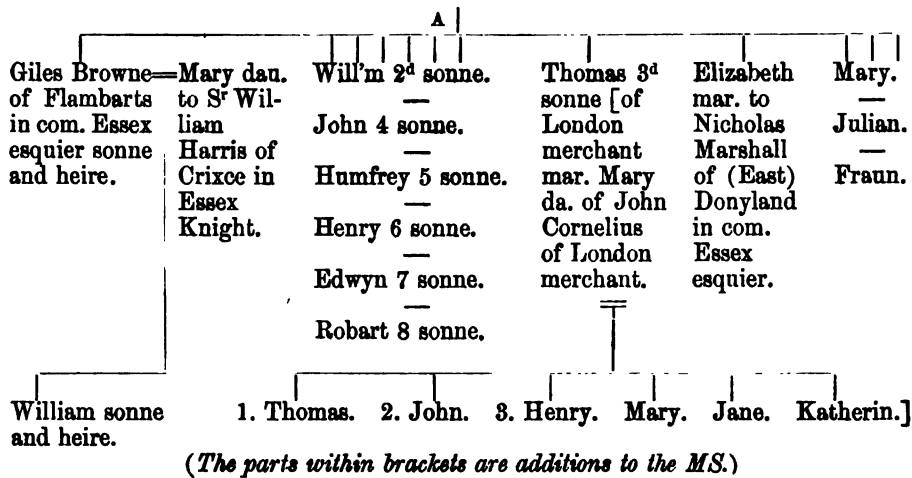 A
Giles Browne=
of Flambarts
in com. Essex
esquier sonne
and heire.
Mary dau.
to Sʳ Wil-
liam
Harris of
Crixce in
Essex
Knight.
Will'm 2ᵈ sonne.
John 4 sonne.
Humfrey 5 sonne.
Henry 6 sonne.
Edwyn 7 sonne.
Robart 8 sonne.
Thomas 3ᵈ
sonne [of
London
merchant
mar. Mary
da. of John
Cornelius
of London
merchant.
Elizabeth
mar. to
Nicholas
Marshall
of (East)
Donyland
in com.
Essex
esquier.
Mary.
Julian.
Fraun.
William sonne
and heire.
1. Thomas. 2. John. 3. Henry. Mary. Jane. Katherin.]
(The parts within brackets are additions to the MS.)